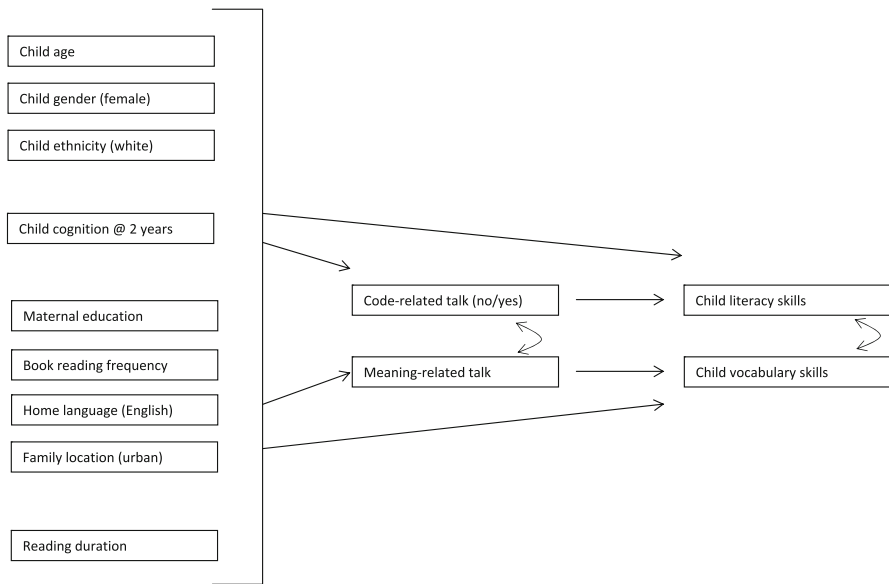 Child age
Child gender (female)
Child ethnicity (white)
Child cognition @ 2 years
Maternal education
Book reading frequency
Home language (English)
Family location (urban)
Reading duration
Code-related talk (no/yes)
Meaning-related talk
Child literacy skills
Child vocabulary skills